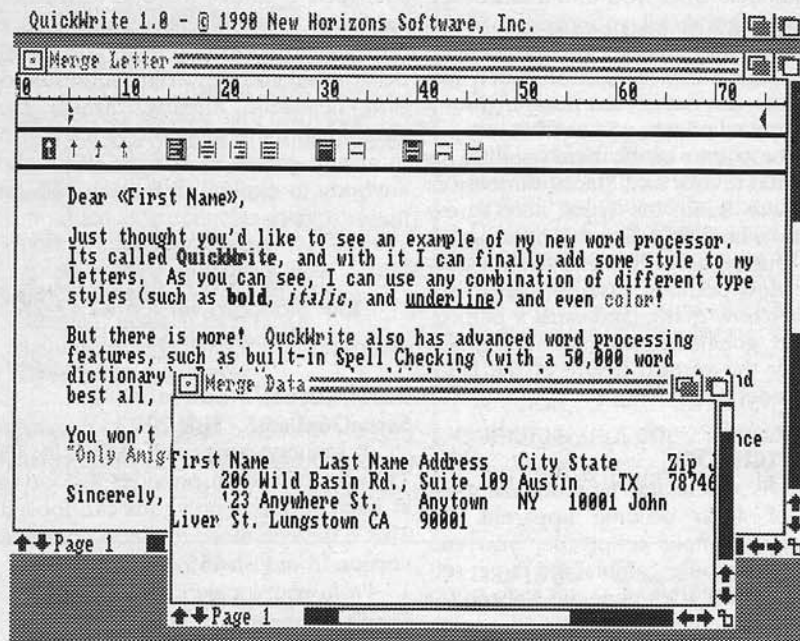 QuickWrite 1.0 - © 1990 New Horizons Software, Inc.
Merge Letter
0 10 20 30 40 50 60 70
Dear «First Name»,
Just thought you'd like to see an example of my new word processor.
Its called QuickWrite, and with it I can finally add some style to my
letters. As you can see, I can use any combination of different type
styles (such as bold, italic, and underline) and even color!
But there is more! QuckWrite also has advanced word processing
features, such as built-in Spell Checking (with a 50,000 word
dictionary
best all,
You won't
"Only Amig
Sincerely,
Page 1
Merge Data
First Name Last Name Address City State Zip J
206 Wild Basin Rd., Suite 109 Austin TX 78746
'23 Anywhere St. Anytown NY 10001 John
Liver St. Lungstown CA 90001
Page 1